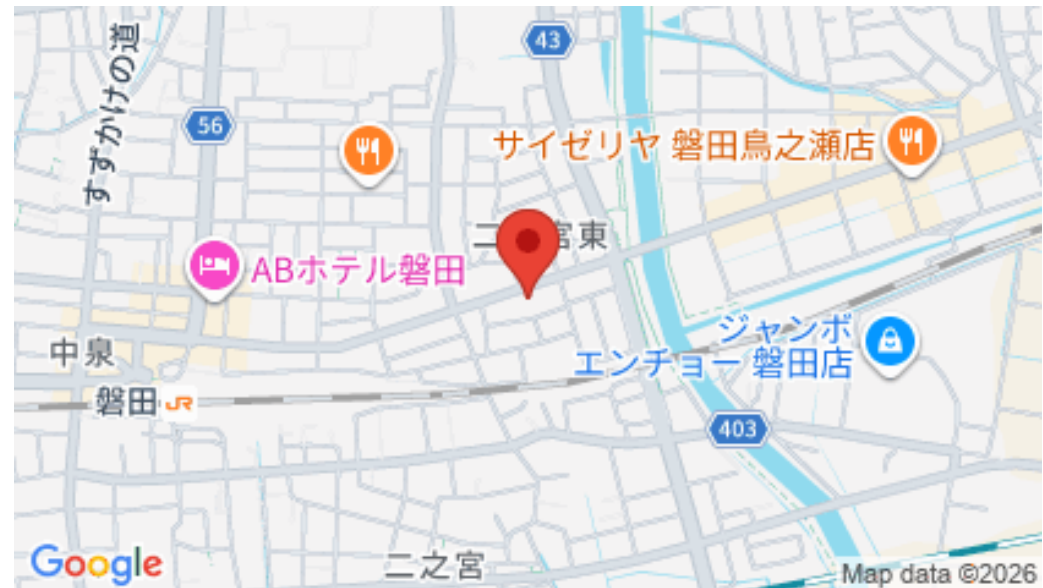 すずかけの道
43
56
サイゼリヤ 磐田鳥之瀬店
二 宮東
ABホテル磐田
ジャンボ
エンチョー 磐田店
中泉
磐田 JR
403
二之宮
Google
Map data ©2026